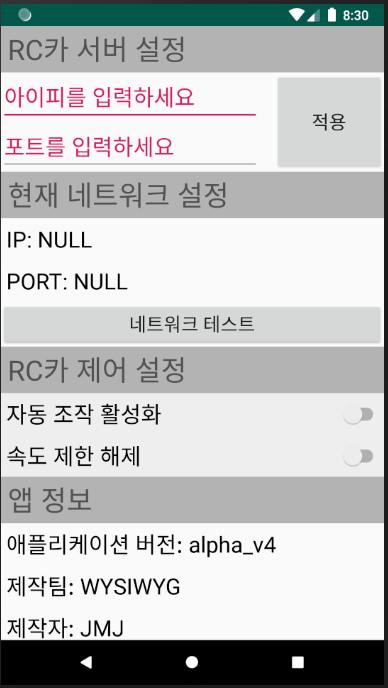 8:30
RC카 서버 설정
아이피를 입력하세요
적용
포트를 입력하세요
현재 네트워크 설정
IP: NULL
PORT: NULL
네트워크 테스트
RC카 제어 설정
자동 조작 활성화
속도 제한 해제
앱 정보
애플리케이션 버전: alpha_v4
제작팀: WYSIWYG
제작자: JMJ